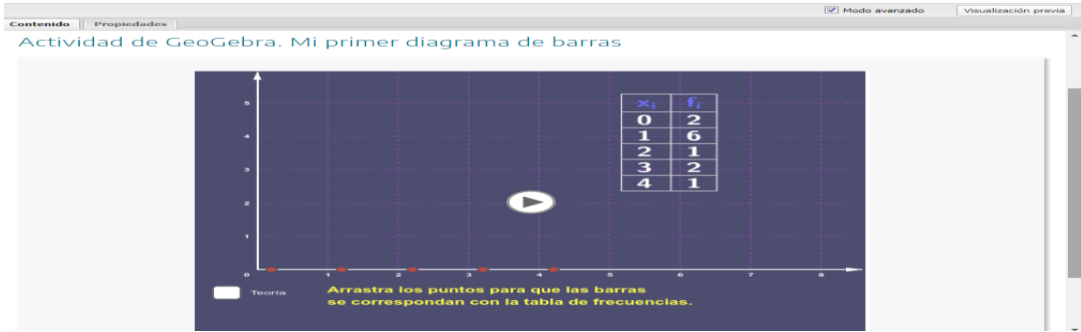 Modo avanzado Visualización previa
Contenido Propiedades
Actividad de GeoGebra. Mi primer diagrama de barras
5
4
3
2
1
0 1 2 3 4 5 6 7 8
xi fi
0 2
1 6
2 1
3 2
4 1
Teoría
Arrastra los puntos para que las barras
se correspondan con la tabla de frecuencias.